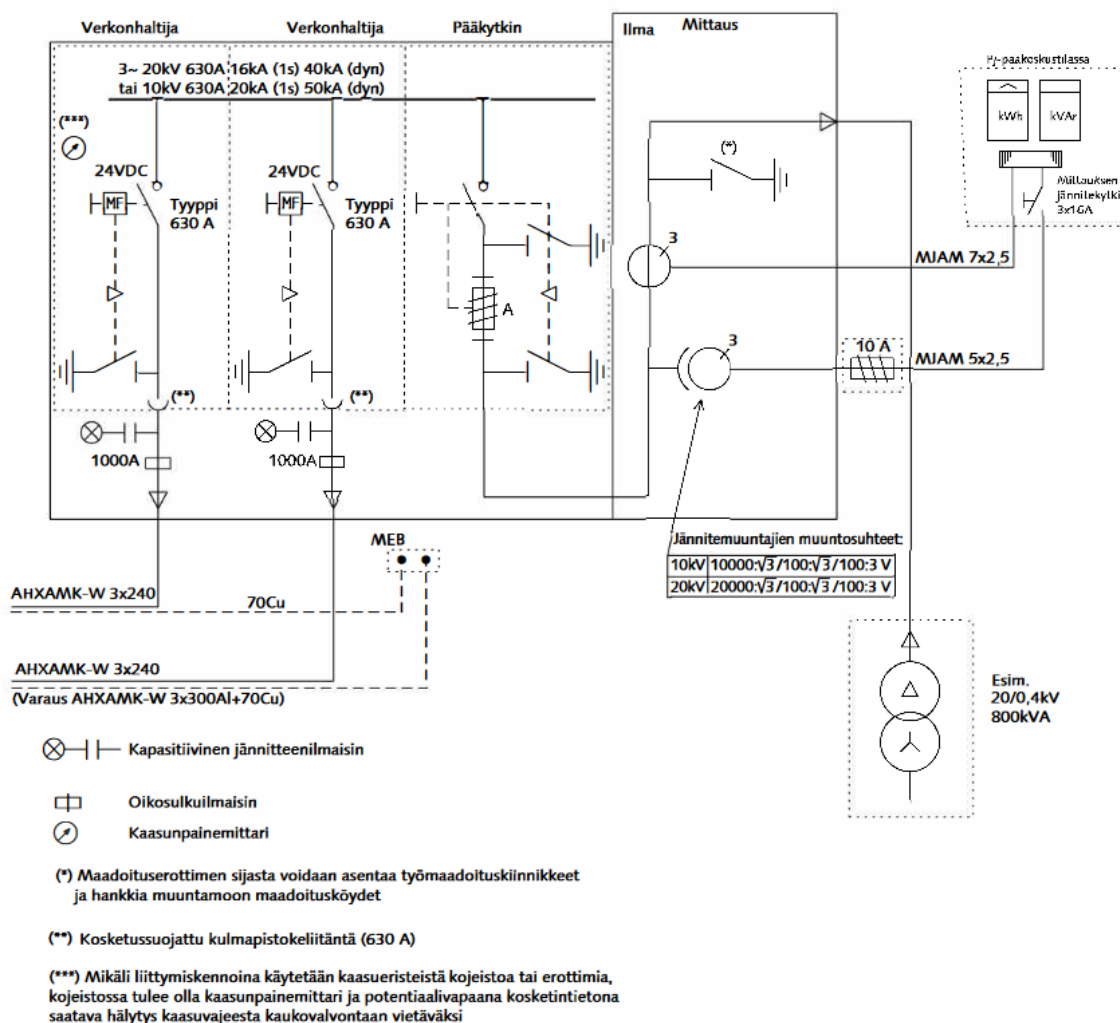 Verkonhaltija
Verkonhaltija
Pääkytkin
Ilma
Mittaus
3~ 20kV 630A 16kA (1s) 40kA (dyn)
tai 10kV 630A 20kA (1s) 50kA (dyn)
(***)
24VDC
MF
Tyyppi
630 A
24VDC
MF
Tyyppi
630 A
A
(**)
(**)
1000A
1000A
(*)
3
3
PJ-pääkoskustilassa
kWh
kVAr
Mittauksen
jännitekytki
3x16A
MJAM 7x2,5
10 A
MJAM 5x2,5
Jännitemuuntajien muuntosuhteet:
10kV 10000:√3/100:√3/100:3 V
20kV 20000:√3/100:√3/100:3 V
MEB
AHXAMK-W 3x240
70Cu
AHXAMK-W 3x240
(Varaus AHXAMK-W 3x300Al+70Cu)
Esim.
20/0,4kV
800kVA
Kapasitiivinen jännitteenilmaisin
Oikosulkuilmaisin
Kaasunpainemittari
(*) Maadoituserottimen sijasta voidaan asentaa työmaadoituskiinnikkeet
ja hankkia muuntamoon maadoitusköydet
(**) Kosketussuojattu kulmapistokeliitäntä (630 A)
(***) Mikäli liittymiskennoina käytetään kaasueristeistä kojeistoa tai erottimia,
kojeistossa tulee olla kaasunpainemittari ja potentiaalivapaana kosketintietona
saatava hälytys kaasuvajeesta kaukovalvontaan vietäväksi